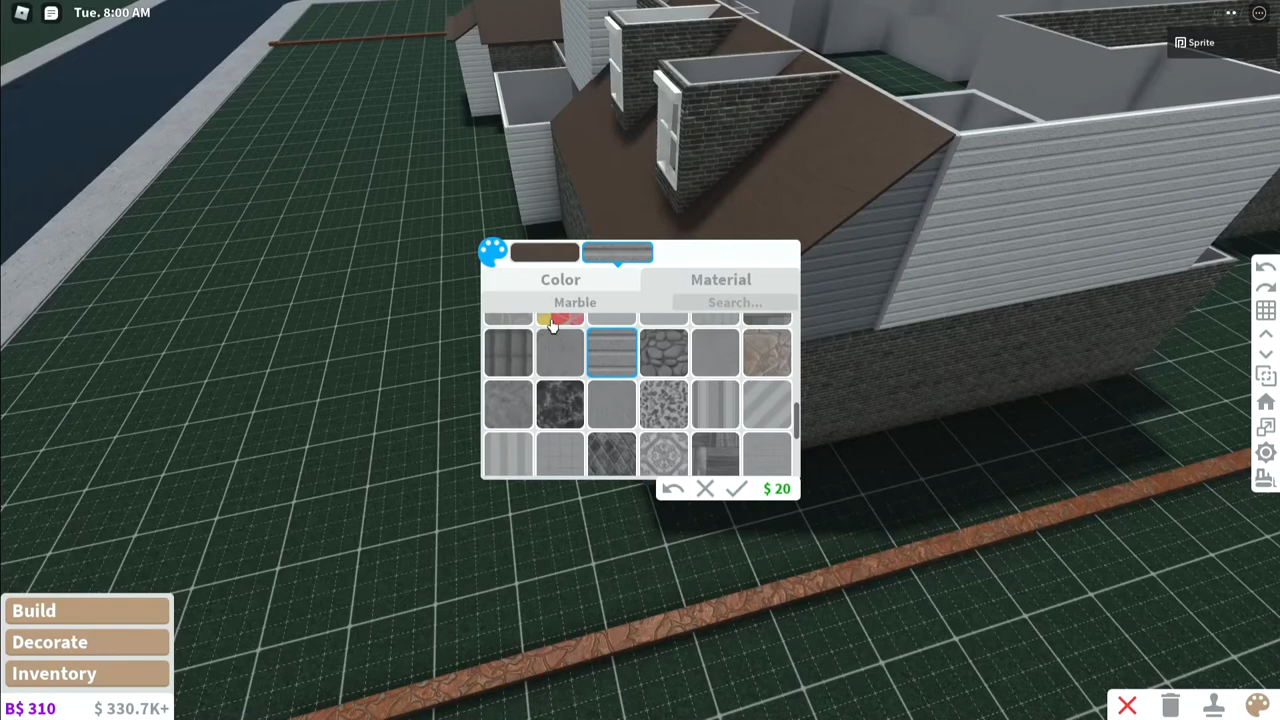 Tue. 8:00 AM
Sprite
Color
Material
Marble
Search...
$ 20
Build
Decorate
Inventory
B$ 310
$ 330.7K+